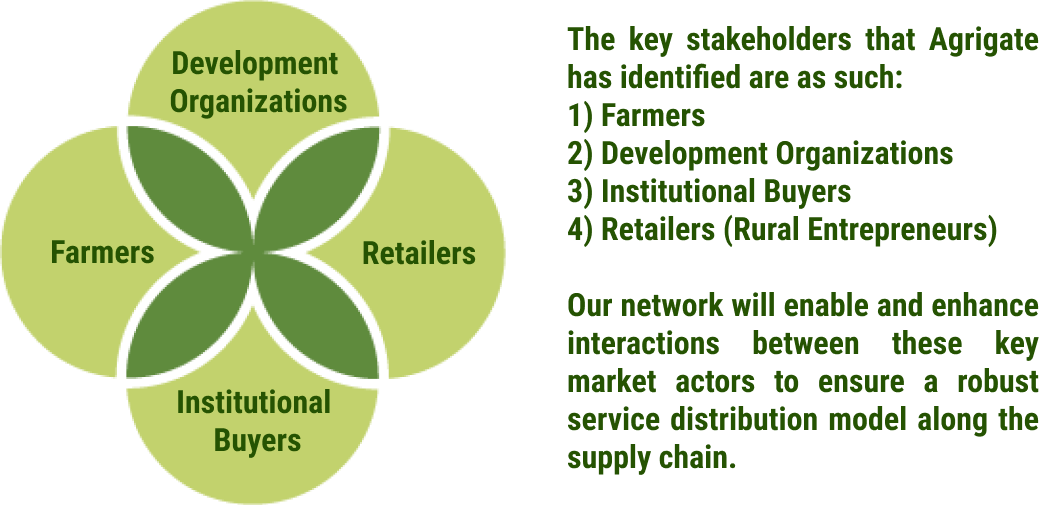 Development
Organizations
Farmers
Retailers
Institutional
Buyers
The key stakeholders that Agrigate
has identified are as such:
1) Farmers
2) Development Organizations
3) Institutional Buyers
4) Retailers (Rural Entrepreneurs)
Our network will enable and enhance
interactions between these key
market actors to ensure a robust
service distribution model along the
supply chain.